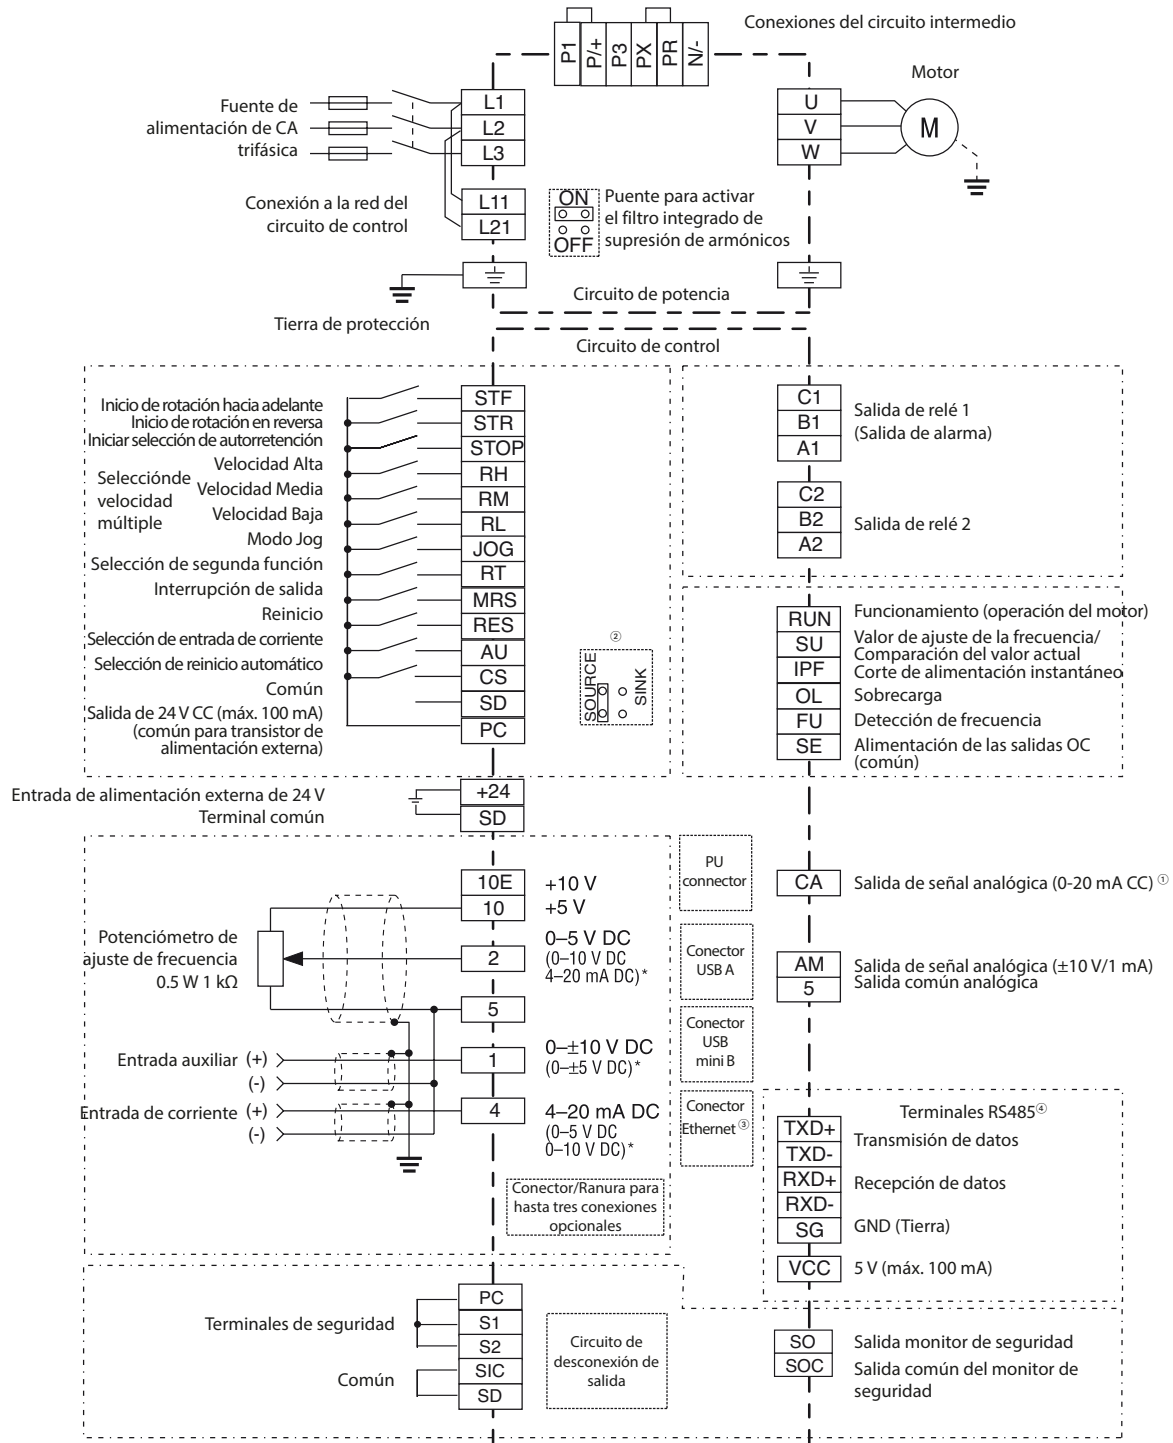 Conexiones del circuito intermedio
P1
P/+
P3
PX
PR
N/-
Motor
Fuente de
alimentación de CA
trifásica
L1
L2
L3
U
V
W
M
Conexión a la red del
circuito de control
L11
L21
ON
OFF
Puente para activar
el filtro integrado de
supresión de armónicos
Tierra de protección
Circuito de potencia
Circuito de control
Inicio de rotación hacia adelante
Inicio de rotación en reversa
Iniciar selección de autorretención
Velocidad Alta
Selecciónde
velocidad
múltiple
Velocidad Media
Velocidad Baja
Modo Jog
Selección de segunda función
Interrupción de salida
Reinicio
Selección de entrada de corriente
Selección de reinicio automático
Común
Salida de 24 V CC (máx. 100 mA)
(común para transistor de
alimentación externa)
STF
STR
STOP
RH
RM
RL
JOG
RT
MRS
RES
AU
CS
SD
PC
②
SOURCE
SINK
C1
B1
A1
Salida de relé 1
(Salida de alarma)
C2
B2
A2
Salida de relé 2
RUN
SU
IPF
OL
FU
SE
Funcionamiento (operación del motor)
Valor de ajuste de la frecuencia/
Comparación del valor actual
Corte de alimentación instantáneo
Sobrecarga
Detección de frecuencia
Alimentación de las salidas OC
(común)
Entrada de alimentación externa de 24 V
Terminal común
+24
SD
10E
+10 V
10
+5 V
Potenciómetro de
ajuste de frecuencia
0.5 W 1 kΩ
2
0–5 V DC
(0–10 V DC
4–20 mA DC)*
5
Entrada auxiliar (+)
(-)
1
0–±10 V DC
(0–±5 V DC)*
Entrada de corriente (+)
(-)
4
4–20 mA DC
(0–5 V DC
0–10 V DC)*
Conector/Ranura para
hasta tres conexiones
opcionales
PU
connector
Conector
USB A
Conector
USB
mini B
Conector
Ethernet ③
CA
Salida de señal analógica (0-20 mA CC) ①
AM
5
Salida de señal analógica (±10 V/1 mA)
Salida común analógica
Terminales RS485④
TXD+
TXD-
Transmisión de datos
RXD+
RXD-
Recepción de datos
SG
GND (Tierra)
VCC
5 V (máx. 100 mA)
Terminales de seguridad
PC
S1
S2
Común
SIC
SD
Circuito de
desconexión de
salida
SO
SOC
Salida monitor de seguridad
Salida común del monitor de
seguridad